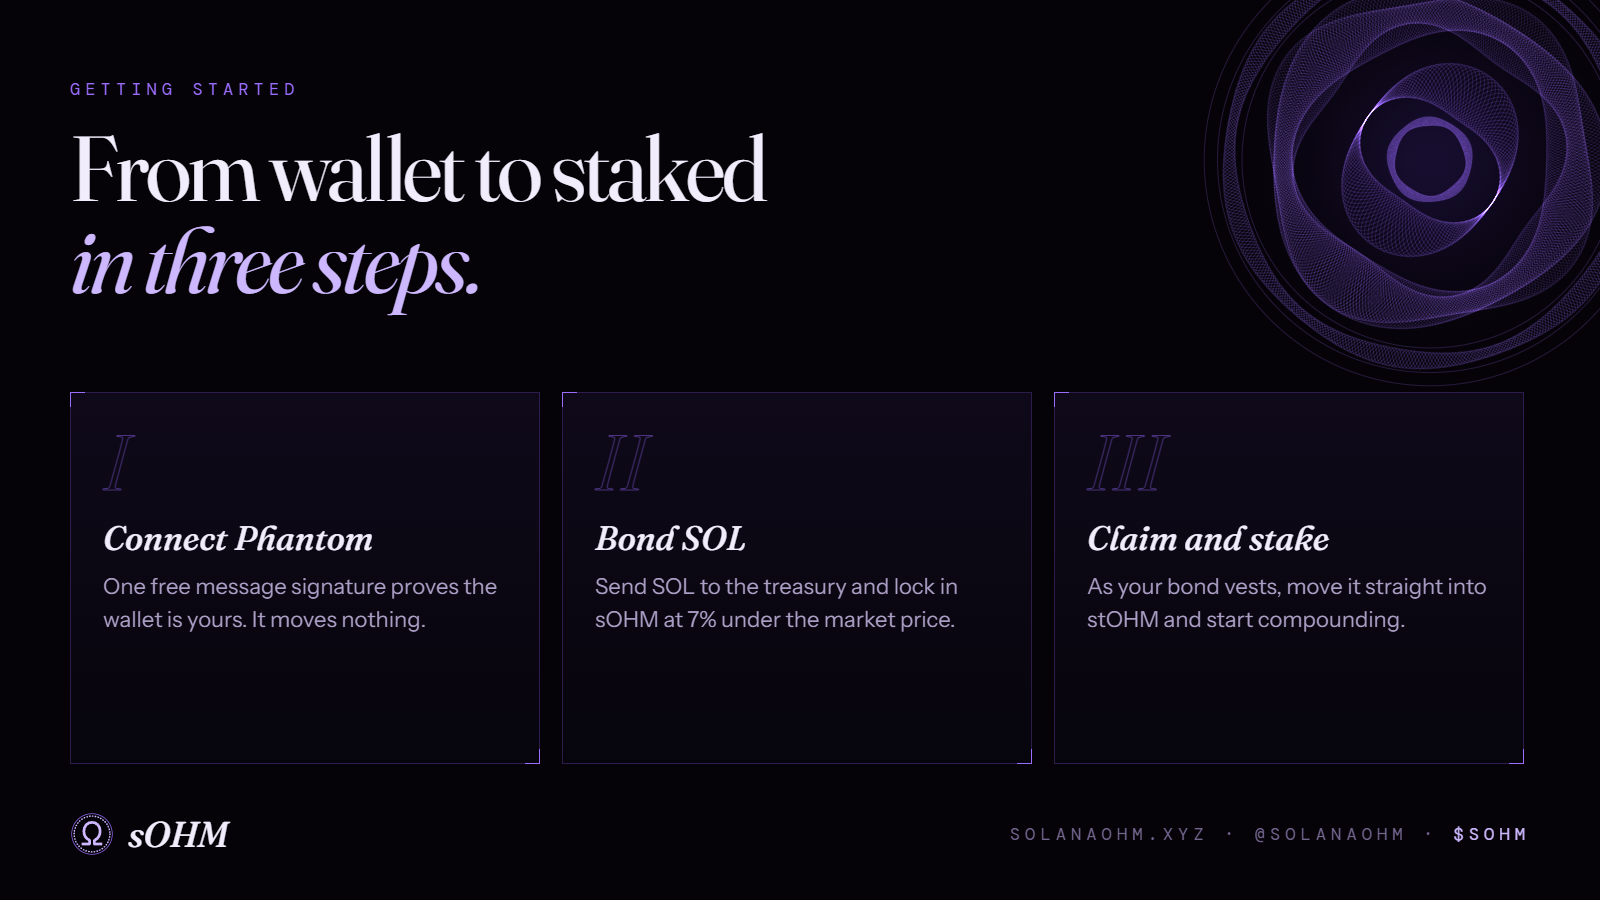 GETTING STARTED
From wallet to staked
in three steps.
I
Connect Phantom
One free message signature proves the
wallet is yours. It moves nothing.
II
Bond SOL
Send SOL to the treasury and lock in
sOHM at 7% under the market price.
III
Claim and stake
As your bond vests, move it straight into
stOHM and start compounding.
Ω sOHM
SOLANAOHM.XYZ · @SOLANAOHM · $SOHM